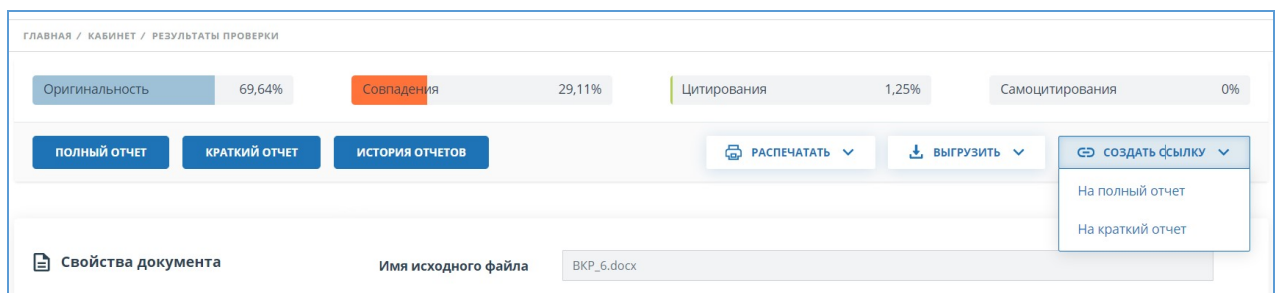 ГЛАВНАЯ / КАБИНЕТ / РЕЗУЛЬТАТЫ ПРОВЕРКИ
Оригинальность 69,64% Совпадения 29,11% Цитирования 1,25% Самоцитирования 0%
ПОЛНЫЙ ОТЧЕТ КРАТКИЙ ОТЧЕТ ИСТОРИЯ ОТЧЕТОВ РАСПЕЧАТАТЬ ВЫГРУЗИТЬ СОЗДАТЬ ССЫЛКУ
На полный отчет
На краткий отчет
Свойства документа Имя исходного файла ВКР_6.docx